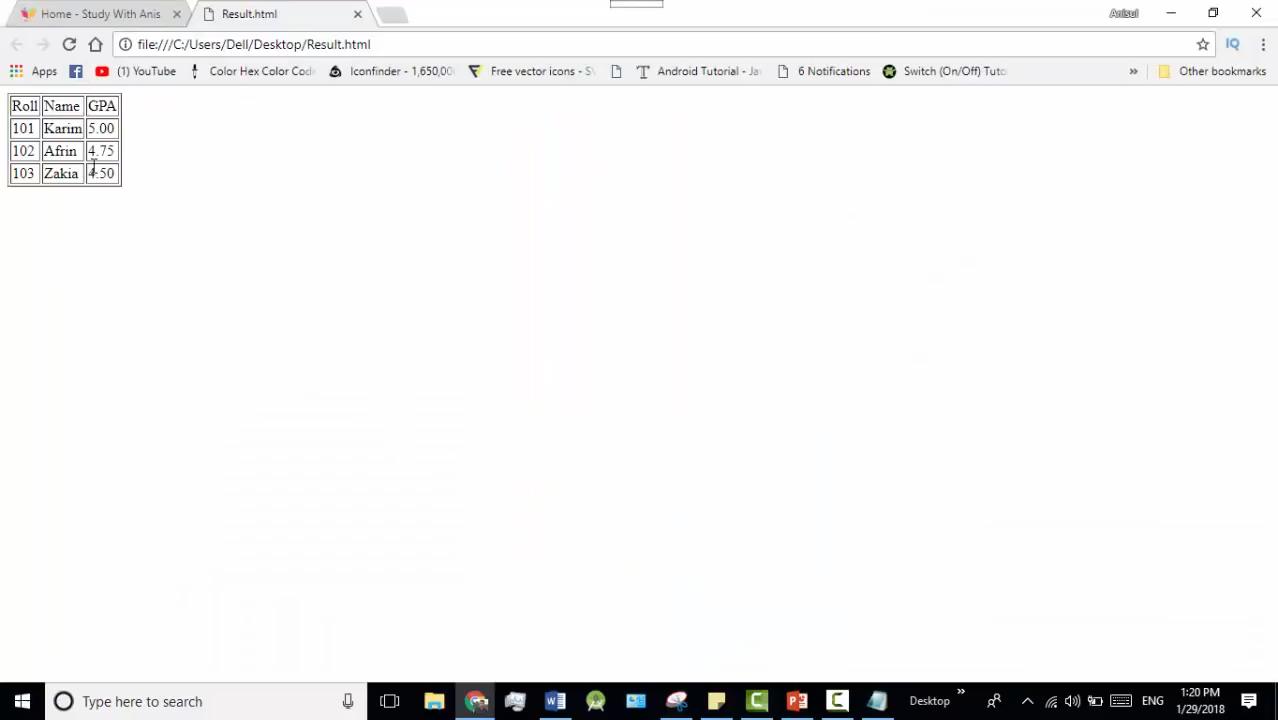 Home - Study With Anis
Result.html
Anisul
file:///C:/Users/Dell/Desktop/Result.html
IQ
Apps
(1) YouTube
Color Hex Color Cod
Iconfinder - 1,650,00
Free vector icons - SV
Android Tutorial - Jav
6 Notifications
Switch (On/Off) Tuto
»
Other bookmarks
Roll Name GPA
101 Karim 5.00
102 Afrin 4.75
103 Zakia 4.50
Type here to search
Desktop
»
ENG
1:20 PM
1/29/2018